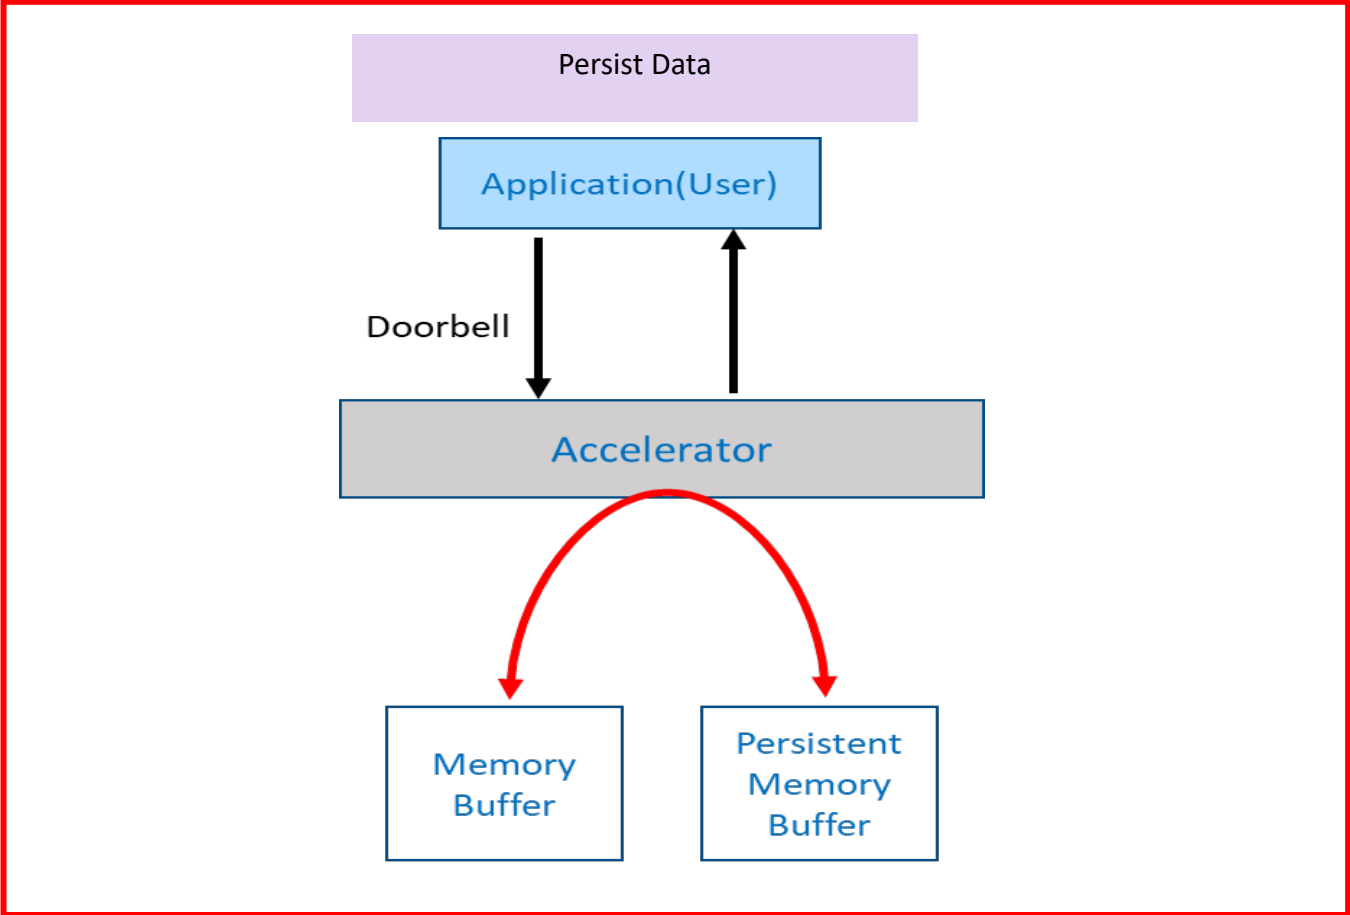 Persist Data
Application(User)
Doorbell
Accelerator
Memory
Buffer
Persistent
Memory
Buffer